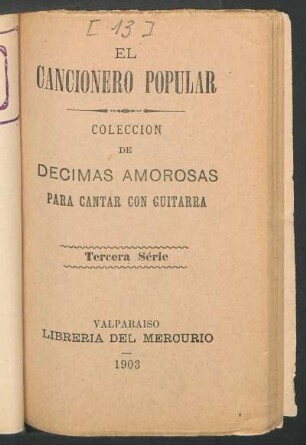 [13]
EL
CANCIONERO POPULAR
COLECCION
DE
DECIMAS AMOROSAS
PARA CANTAR CON GUITARRA
Tercera Série
VALPARAISO
LIBRERIA DEL MERCURIO
1903